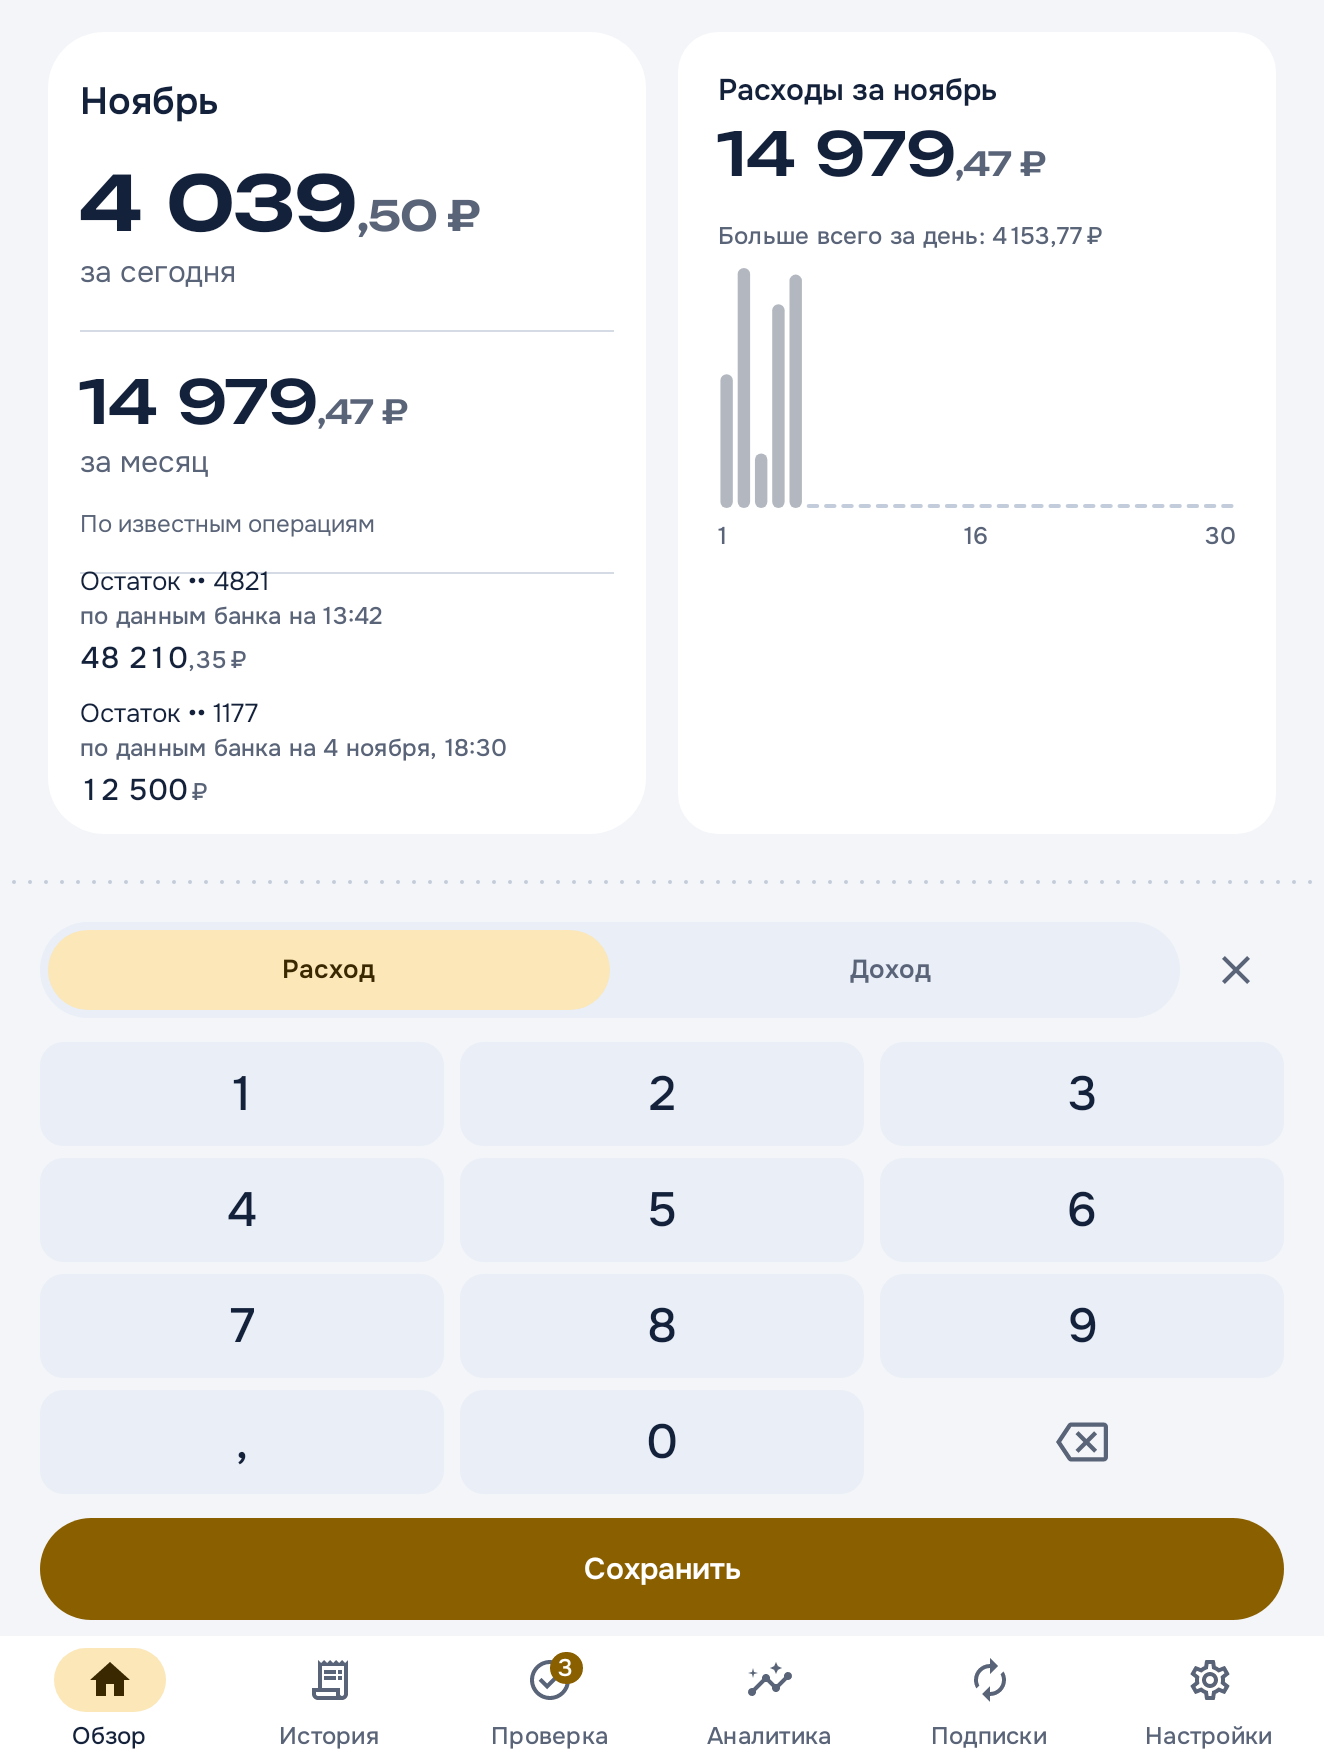 Ноябрь
4 039,50 ₽
за сегодня
14 979,47 ₽
за месяц
По известным операциям
Остаток •• 4821
по данным банка на 13:42
48 210,35 ₽
Остаток •• 1177
по данным банка на 4 ноября, 18:30
12 500 ₽
Расходы за ноябрь
14 979,47 ₽
Больше всего за день: 4 153,77 ₽
1 16 30
Расход Доход
1 2 3
4 5 6
7 8 9
, 0
Сохранить
3
Обзор История Проверка Аналитика Подписки Настройки